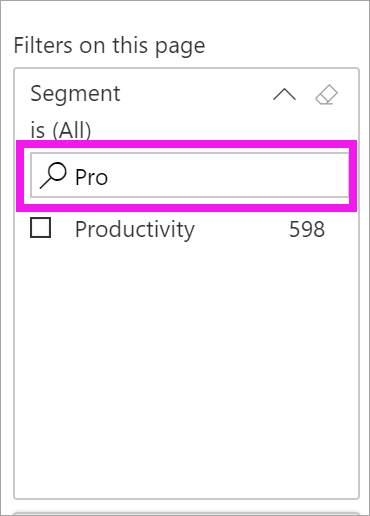 Filters on this page
Segment
is (All)
Pro
Productivity 598